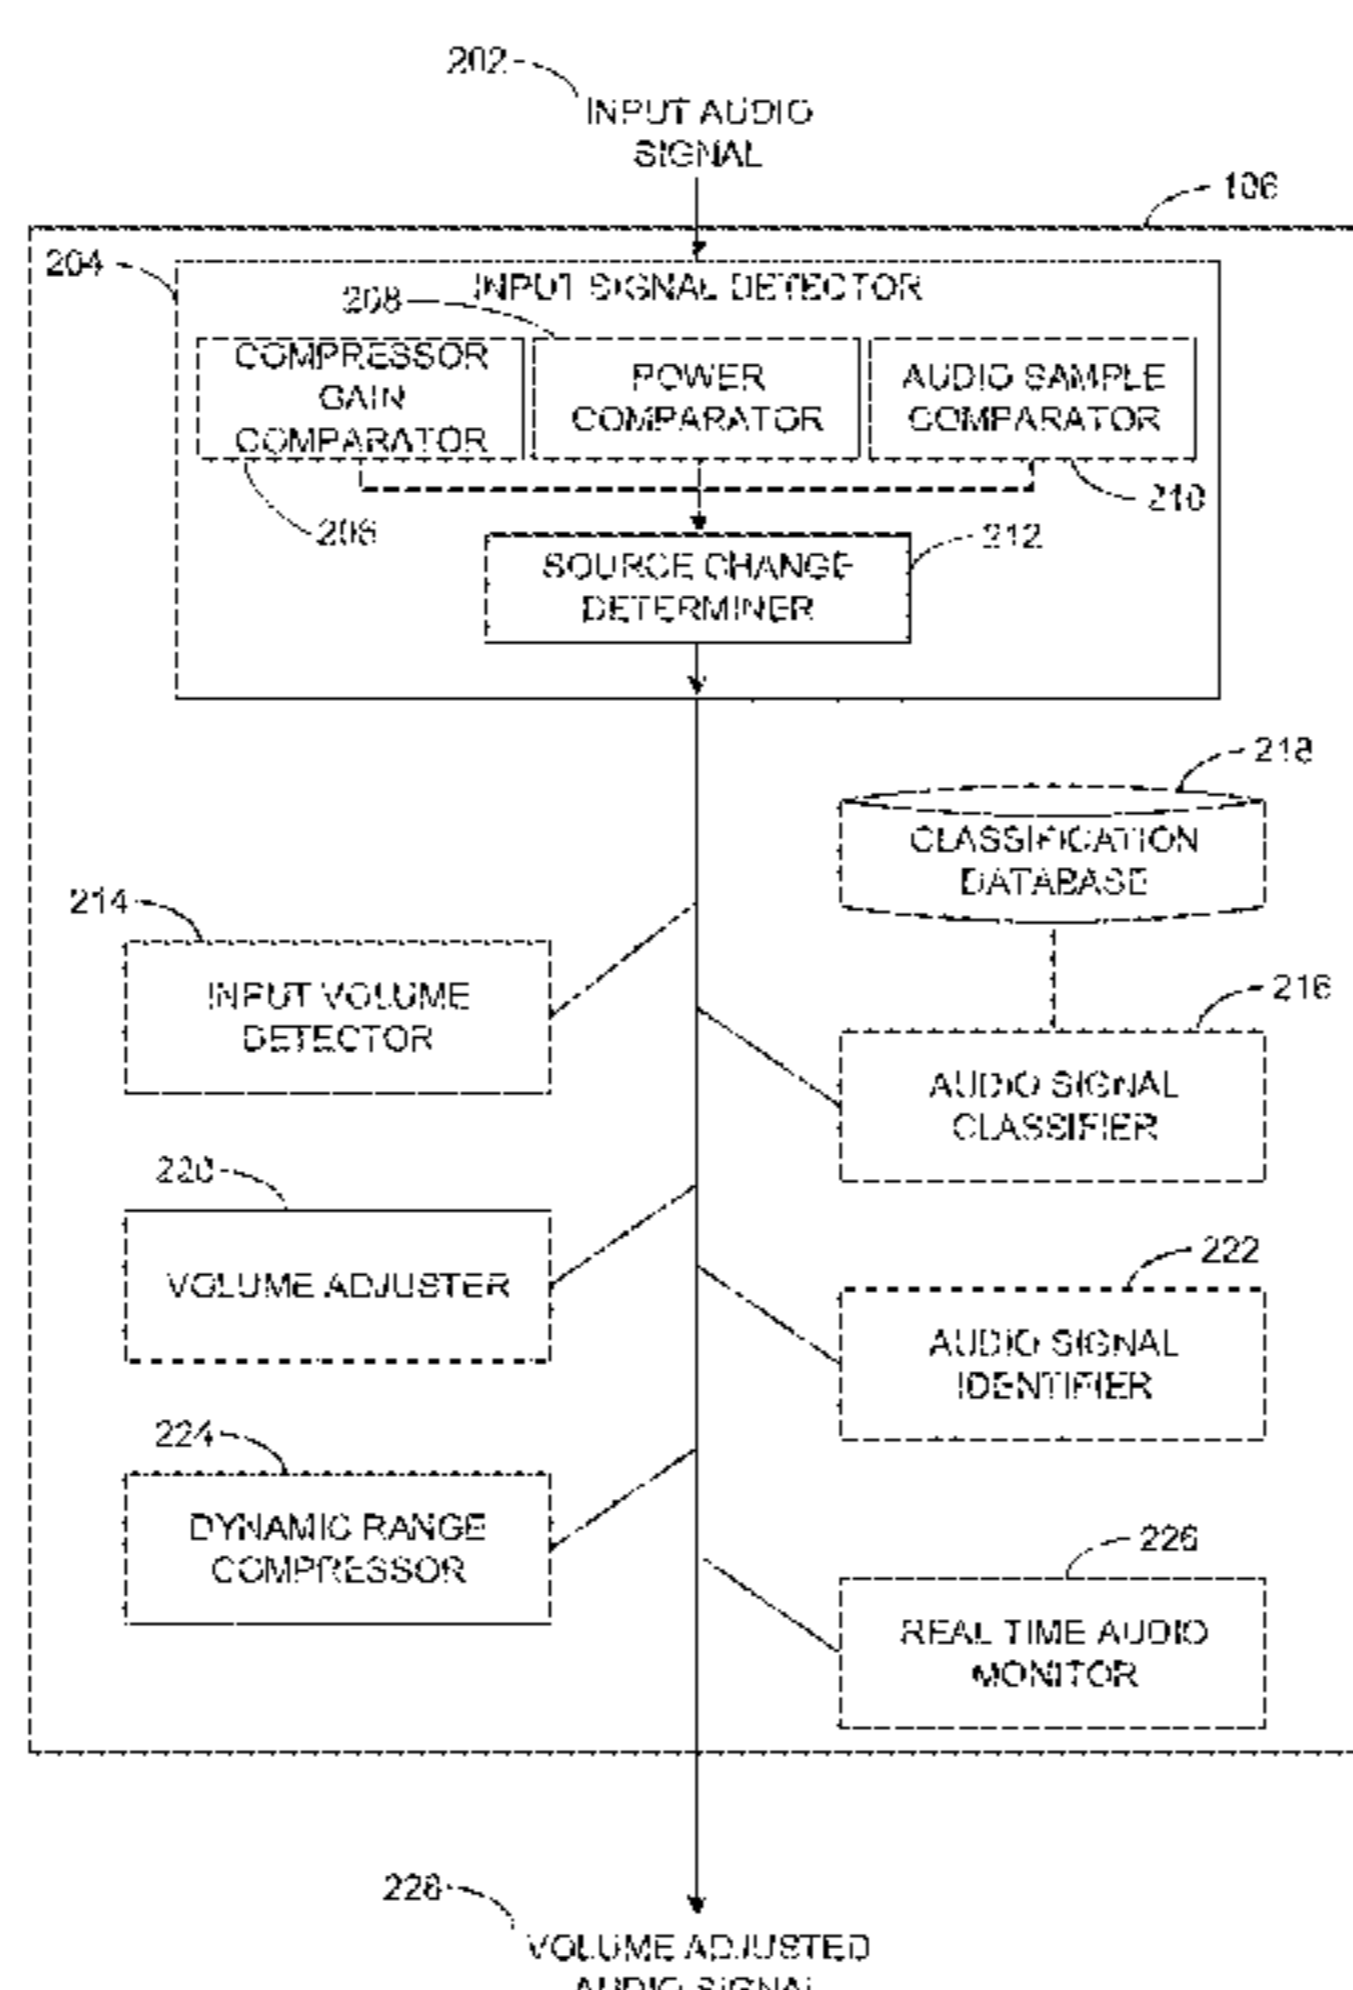 202
INPUT AUDIO
SIGNAL
106
204
INPUT SIGNAL DETECTOR
208
COMPRESSOR
GAIN
COMPARATOR
POWER
COMPARATOR
AUDIO SAMPLE
COMPARATOR
206
210
212
SOURCE CHANGE
DETERMINER
218
CLASSIFICATION
DATABASE
214
INPUT VOLUME
DETECTOR
216
AUDIO SIGNAL
CLASSIFIER
220
VOLUME ADJUSTER
222
AUDIO SIGNAL
IDENTIFIER
224
DYNAMIC RANGE
COMPRESSOR
226
REAL TIME AUDIO
MONITOR
228
VOLUME ADJUSTED
AUDIO SIGNAL